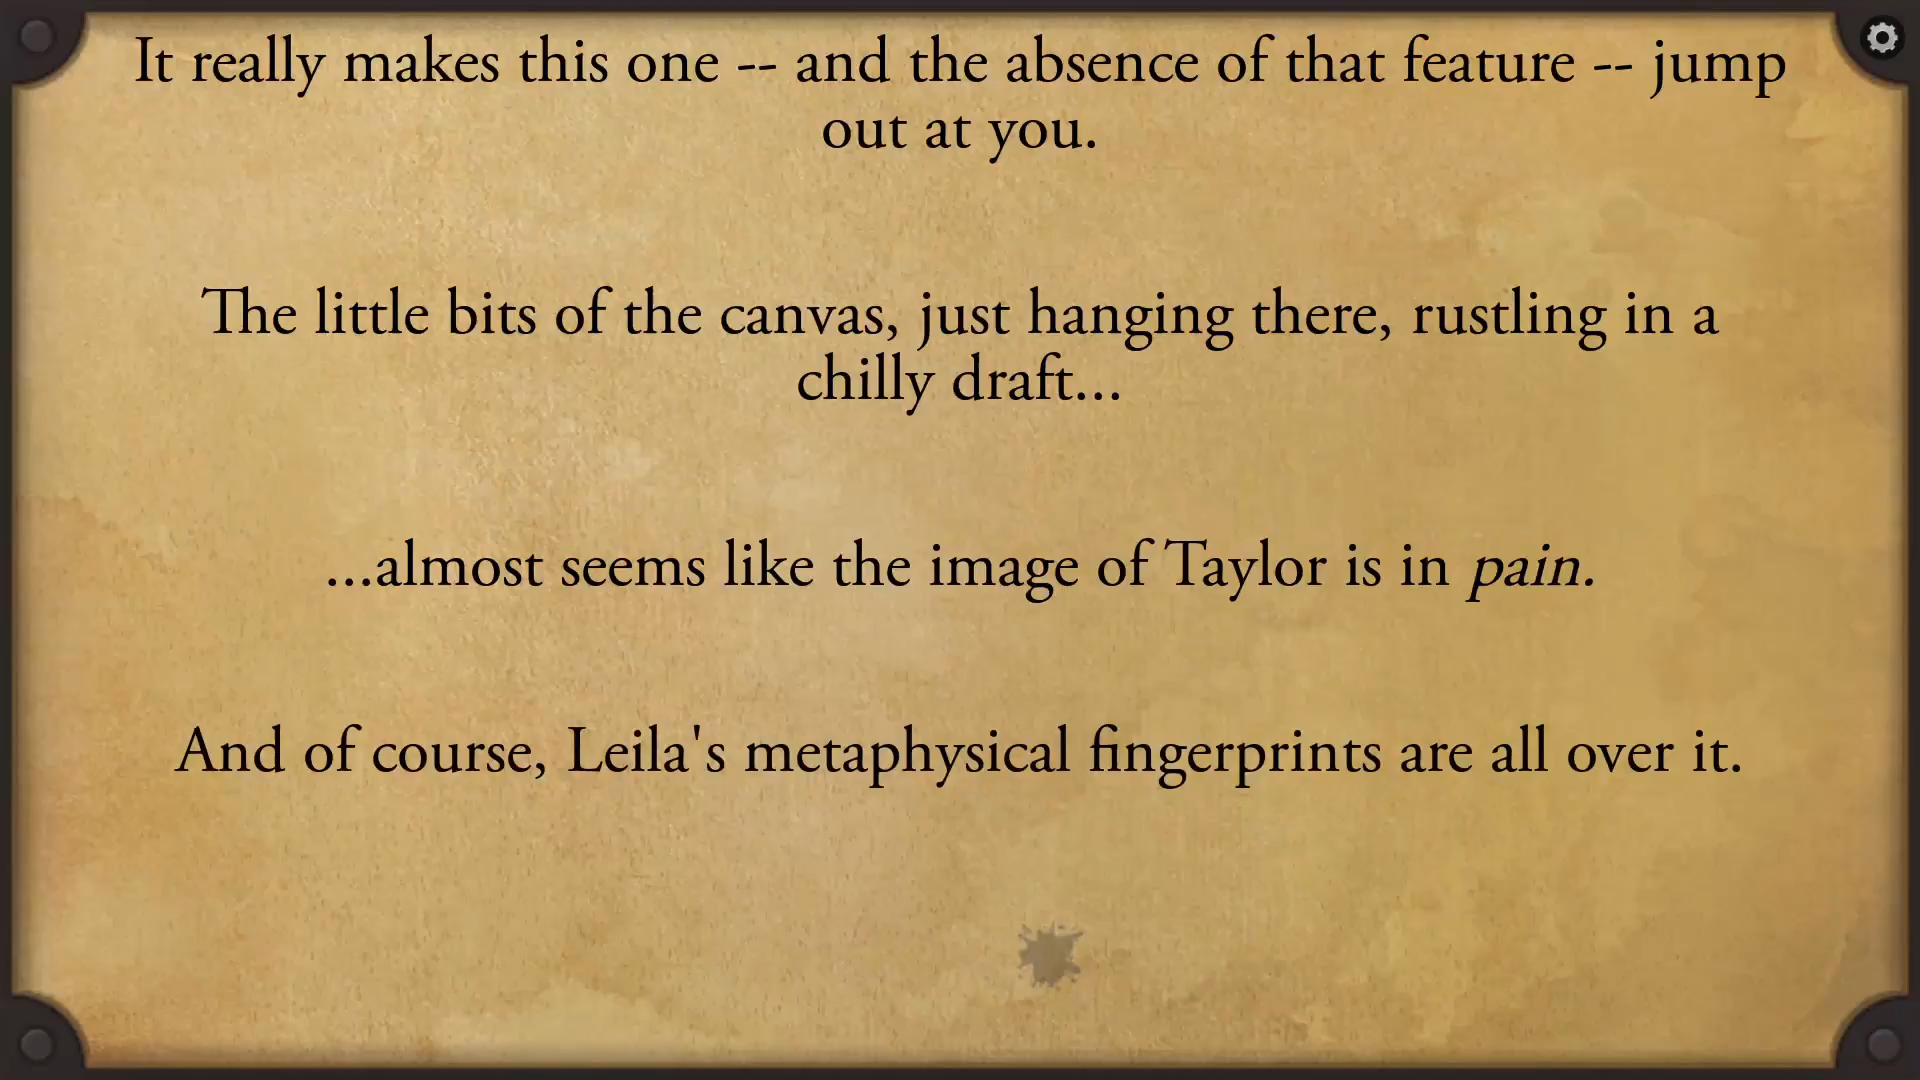 It really makes this one -- and the absence of that feature -- jump
out at you.
The little bits of the canvas, just hanging there, rustling in a
chilly draft...
...almost seems like the image of Taylor is in pain.
And of course, Leila's metaphysical fingerprints are all over it.